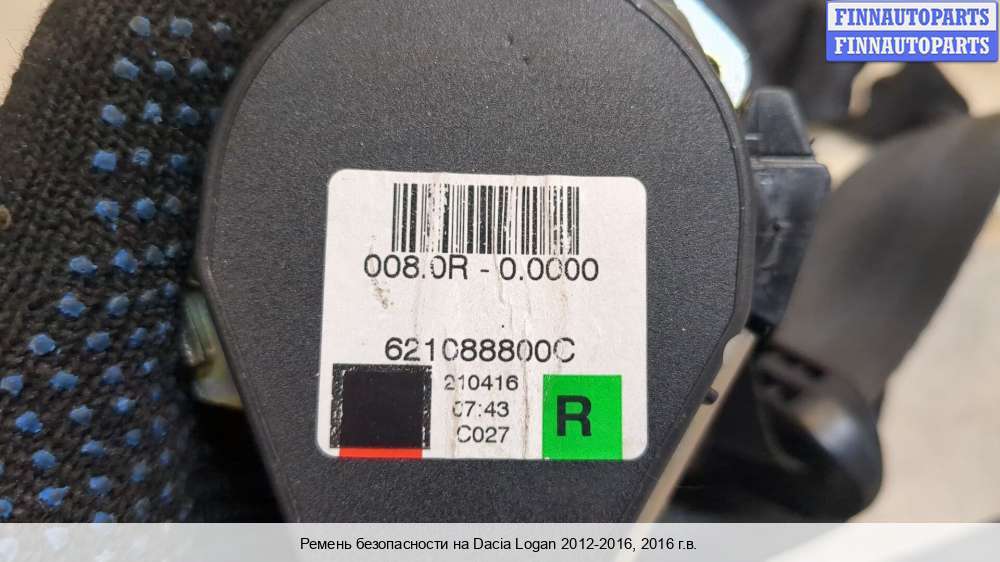 FINNAUTOPARTS
FINNAUTOPARTS
008.0R - 0.0000
621088800C
210416
07:43
C027
R
Ремень безопасности на Dacia Logan 2012-2016, 2016 г.в.